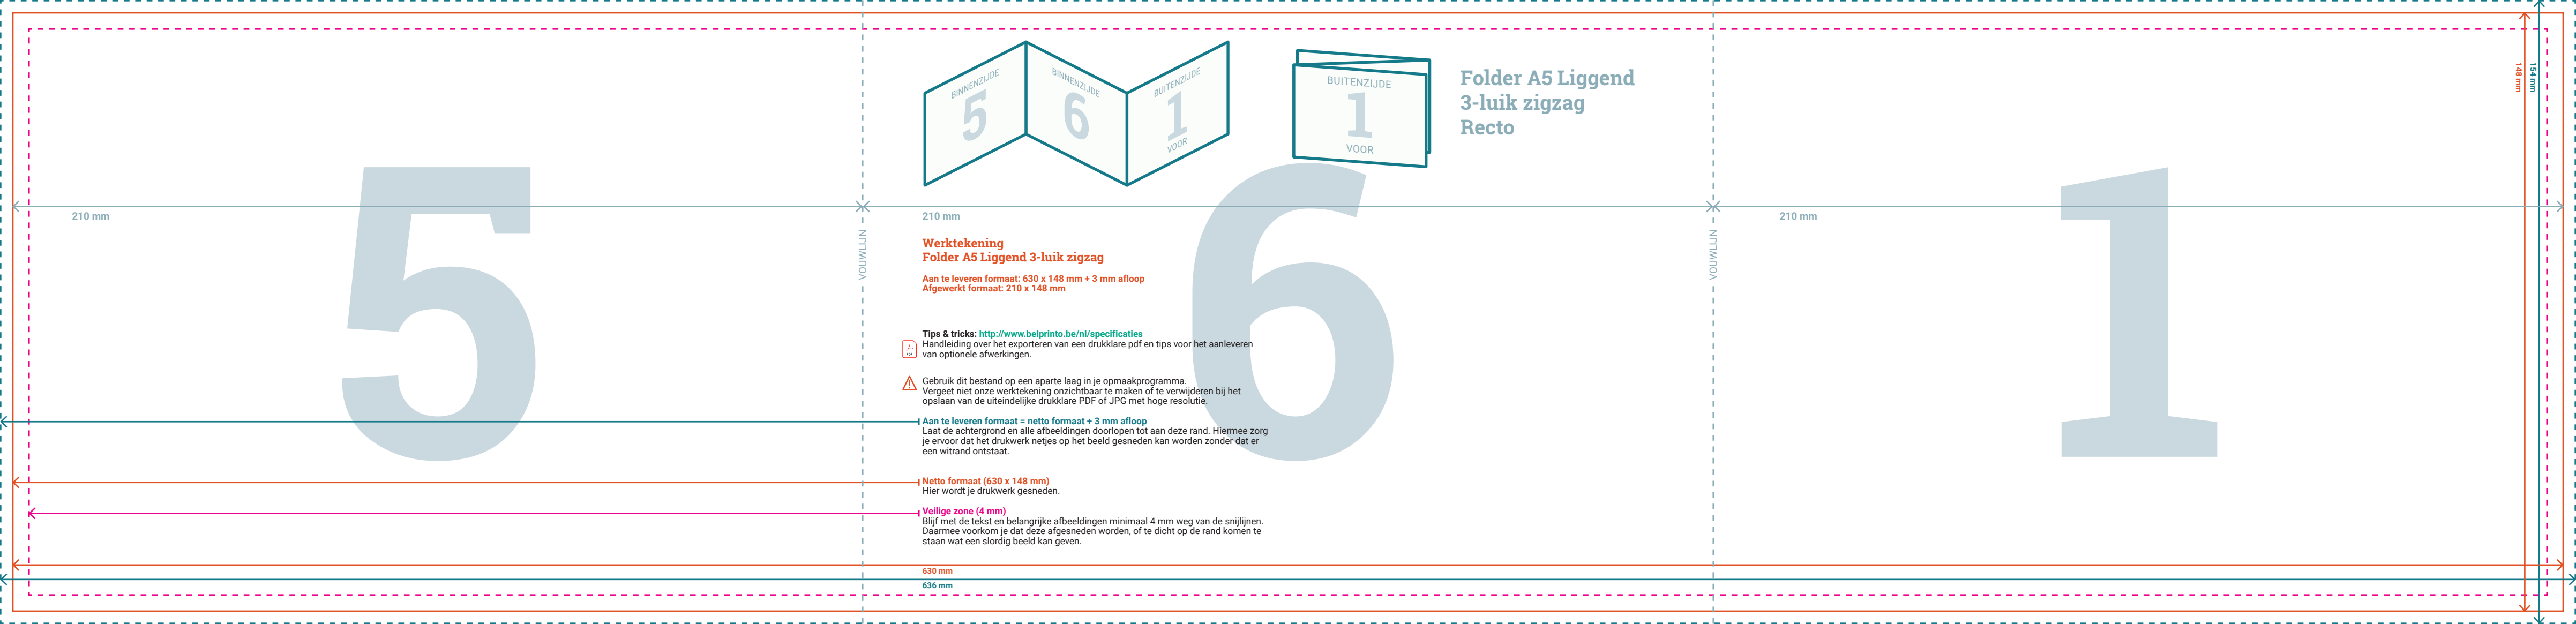 BINNENZIJDE
5
BINNENZIJDE
6
BUITENZIJDE
1
VOOR
BUITENZIJDE
1
VOOR
Folder A5 Liggend
3-luik zigzag
Recto
148 mm
154 mm
5
6
1
210 mm
210 mm
210 mm
VOUWLIJN
VOUWLIJN
Werktekening
Folder A5 Liggend 3-luik zigzag
Aan te leveren formaat: 630 x 148 mm + 3 mm afloop
Afgewerkt formaat: 210 x 148 mm
Tips & tricks: http://www.belprinto.be/nl/specificaties
PDF
Handleiding over het exporteren van een drukklare pdf en tips voor het aanleveren
van optionele afwerkingen.
Gebruik dit bestand op een aparte laag in je opmaakprogramma.
Vergeet niet onze werktekening onzichtbaar te maken of te verwijderen bij het
opslaan van de uiteindelijke drukklare PDF of JPG met hoge resolutie.
Aan te leveren formaat = netto formaat + 3 mm afloop
Laat de achtergrond en alle afbeeldingen doorlopen tot aan deze rand. Hiermee zorg
je ervoor dat het drukwerk netjes op het beeld gesneden kan worden zonder dat er
een witrand ontstaat.
Netto formaat (630 x 148 mm)
Hier wordt je drukwerk gesneden.
Veilige zone (4 mm)
Blijf met de tekst en belangrijke afbeeldingen minimaal 4 mm weg van de snijlijnen.
Daarmee voorkom je dat deze afgesneden worden, of te dicht op de rand komen te
staan wat een slordig beeld kan geven.
630 mm
636 mm